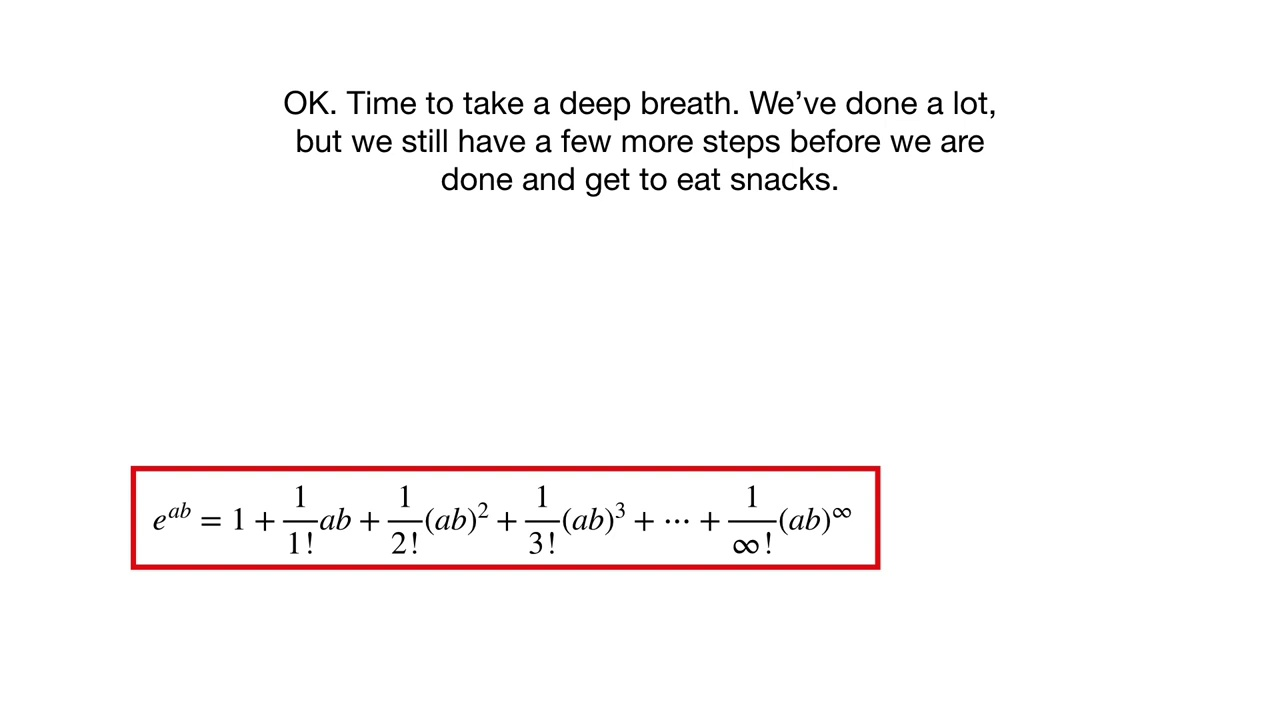 OK. Time to take a deep breath. We’ve done a lot,
but we still have a few more steps before we are
done and get to eat snacks.
$e^{ab} = 1 + \frac{1}{1!}ab + \frac{1}{2!}(ab)^2 + \frac{1}{3!}(ab)^3 + \cdots + \frac{1}{\infty!}(ab)^\infty$